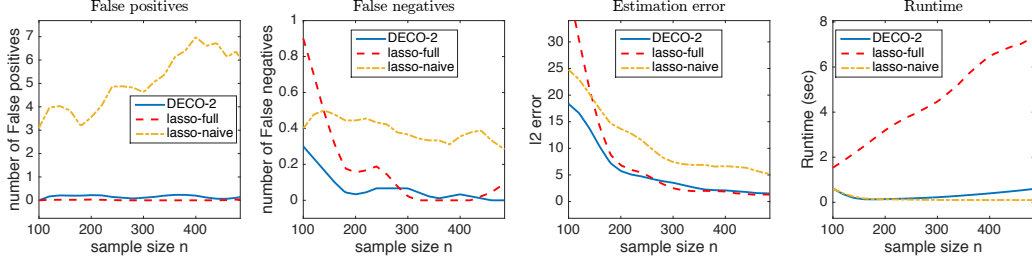 False positives
number of False positives
7
6
5
4
3
2
1
0
DECO-2
lasso-full
lasso-naive
100
200
300
400
sample size n
False negatives
number of False negatives
1
0.8
0.6
0.4
0.2
0
DECO-2
lasso-full
lasso-naive
100
200
300
400
sample size n
Estimation error
l2 error
30
25
20
15
10
5
0
DECO-2
lasso-full
lasso-naive
100
200
300
400
sample size n
Runtime
Runtime (sec)
8
6
4
2
0
DECO-2
lasso-full
lasso-naive
100
200
300
400
sample size n